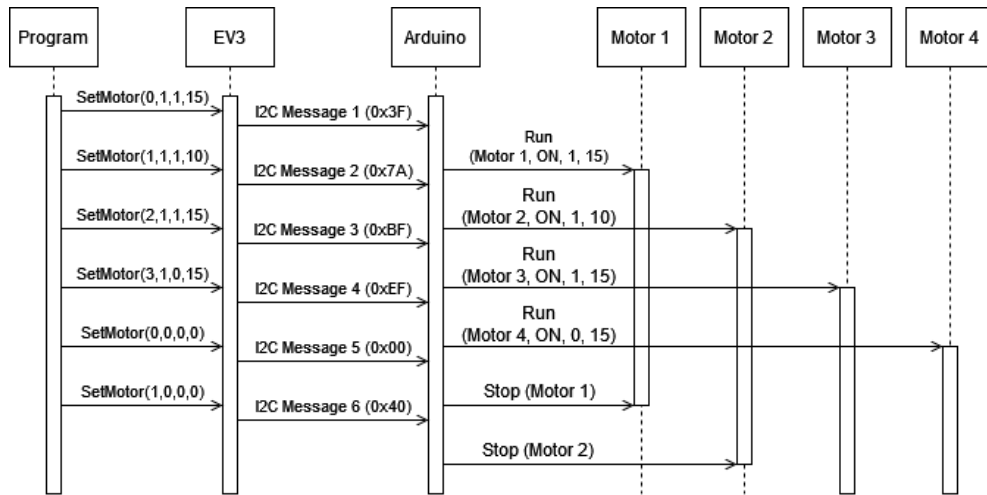 Program
EV3
Arduino
Motor 1
Motor 2
Motor 3
Motor 4
SetMotor(0,1,1,15)
I2C Message 1 (0x3F)
Run
(Motor 1, ON, 1, 15)
SetMotor(1,1,1,10)
I2C Message 2 (0x7A)
Run
(Motor 2, ON, 1, 10)
SetMotor(2,1,1,15)
I2C Message 3 (0xBF)
Run
(Motor 3, ON, 1, 15)
SetMotor(3,1,0,15)
I2C Message 4 (0xEF)
Run
(Motor 4, ON, 0, 15)
SetMotor(0,0,0,0)
I2C Message 5 (0x00)
Stop (Motor 1)
SetMotor(1,0,0,0)
I2C Message 6 (0x40)
Stop (Motor 2)